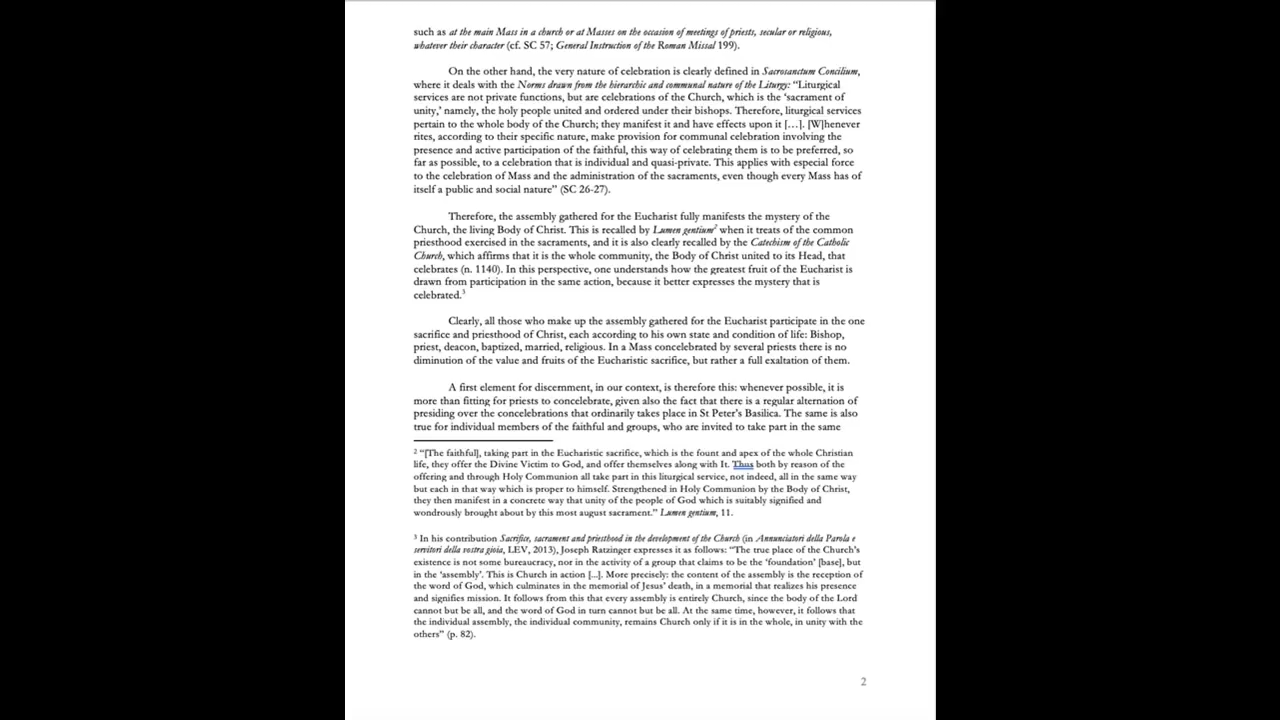 such as at the main Mass in a church or at Masses on the occasion of meetings of priests, secular or religious,
whatever their character (cf. SC 57; General Instruction of the Roman Missal 199).
On the other hand, the very nature of celebration is clearly defined in Sacrosanctum Concilium,
where it deals with the Norms drawn from the hierarchic and communal nature of the Liturgy: “Liturgical
services are not private functions, but are celebrations of the Church, which is the ‘sacrament of
unity,’ namely, the holy people united and ordered under their bishops. Therefore, liturgical services
pertain to the whole body of the Church; they manifest it and have effects upon it […]. [W]henever
rites, according to their specific nature, make provision for communal celebration involving the
presence and active participation of the faithful, this way of celebrating them is to be preferred, so
far as possible, to a celebration that is individual and quasi-private. This applies with especial force
to the celebration of Mass and the administration of the sacraments, even though every Mass has of
itself a public and social nature” (SC 26-27).
Therefore, the assembly gathered for the Eucharist fully manifests the mystery of the
Church, the living Body of Christ. This is recalled by Lumen gentium² when it treats of the common
priesthood exercised in the sacraments, and it is also clearly recalled by the Catechism of the Catholic
Church, which affirms that it is the whole community, the Body of Christ united to its Head, that
celebrates (n. 1140). In this perspective, one understands how the greatest fruit of the Eucharist is
drawn from participation in the same action, because it better expresses the mystery that is
celebrated.³
Clearly, all those who make up the assembly gathered for the Eucharist participate in the one
sacrifice and priesthood of Christ, each according to his own state and condition of life: Bishop,
priest, deacon, baptized, married, religious. In a Mass concelebrated by several priests there is no
diminution of the value and fruits of the Eucharistic sacrifice, but rather a full exaltation of them.
A first element for discernment, in our context, is therefore this: whenever possible, it is
more than fitting for priests to concelebrate, given also the fact that there is a regular alternation of
presiding over the concelebrations that ordinarily takes place in St Peter’s Basilica. The same is also
true for individual members of the faithful and groups, who are invited to take part in the same
² “[The faithful], taking part in the Eucharistic sacrifice, which is the fount and apex of the whole Christian
life, they offer the Divine Victim to God, and offer themselves along with It. Thus both by reason of the
offering and through Holy Communion all take part in this liturgical service, not indeed, all in the same way
but each in that way which is proper to himself. Strengthened in Holy Communion by the Body of Christ,
they then manifest in a concrete way that unity of the people of God which is suitably signified and
wondrously brought about by this most august sacrament.” Lumen gentium, 11.
³ In his contribution Sacrifice, sacrament and priesthood in the development of the Church (in Annunciatori della Parola e
servitori della vostra gioia, LEV, 2013), Joseph Ratzinger expresses it as follows: “The true place of the Church’s
existence is not some bureaucracy, nor in the activity of a group that claims to be the ‘foundation’ [base], but
in the ‘assembly’. This is Church in action [...]. More precisely: the content of the assembly is the reception of
the word of God, which culminates in the memorial of Jesus’ death, in a memorial that realizes his presence
and signifies mission. It follows from this that every assembly is entirely Church, since the body of the Lord
cannot but be all, and the word of God in turn cannot but be all. At the same time, however, it follows that
the individual assembly, the individual community, remains Church only if it is in the whole, in unity with the
others” (p. 82).
2